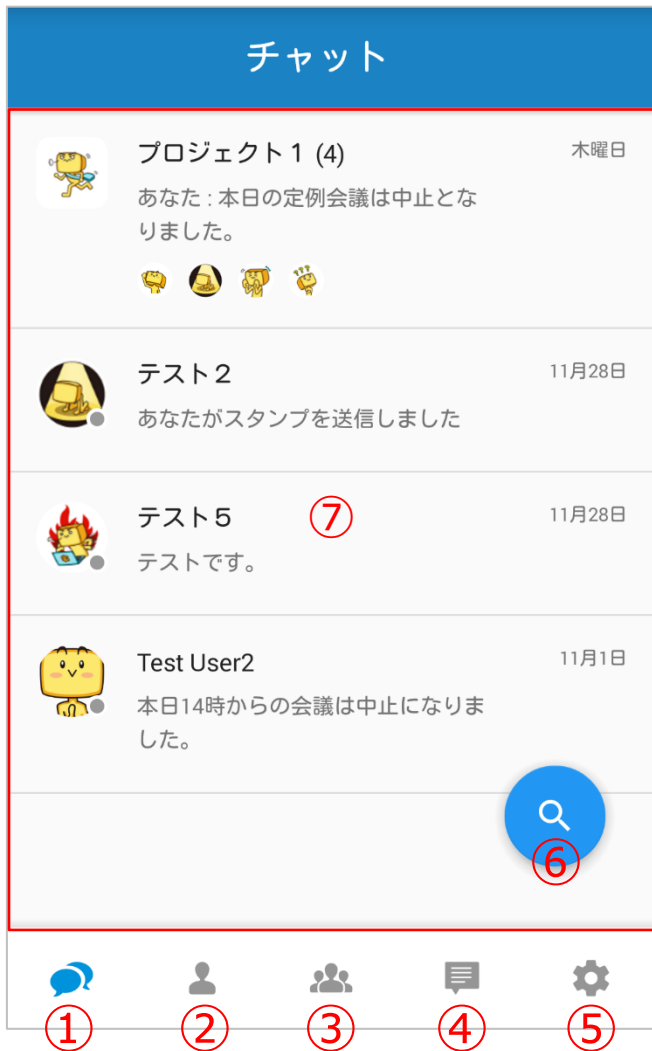 チャット
プロジェクト１ (4)
木曜日
あなた : 本日の定例会議は中止とな
りました。
テスト２
11月28日
あなたがスタンプを送信しました
テスト５
⑦
11月28日
テストです。
Test User2
11月1日
本日14時からの会議は中止になりま
した。
⑥
① ② ③ ④ ⑤